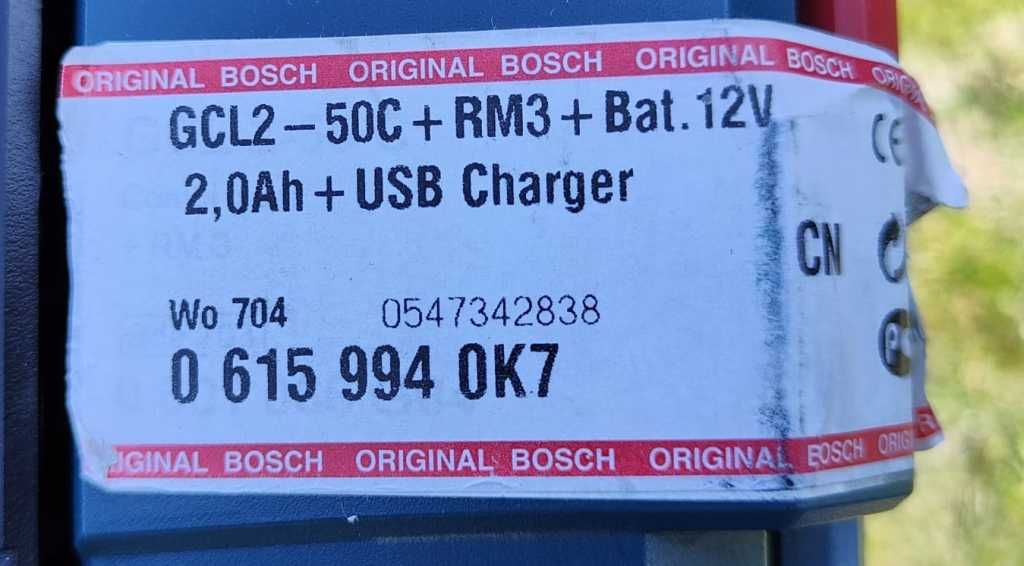 ORIGINAL BOSCH ORIGINAL BOSCH ORIGINAL BOSCH
GCL2-50C+RM3+Bat.12V
2,0Ah+USB Charger
CE
CN
Wo 704 0547342838
0 615 994 0K7
BOSCH ORIGINAL BOSCH ORIGINAL BOSCH